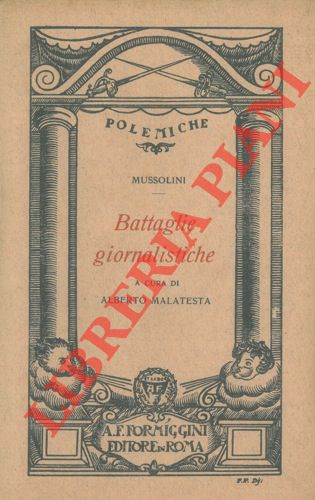 POLEMICHE
MUSSOLINI
Battaglie
giornalistiche
A CURA DI
ALBERTO MALATESTA
A.F. FORMIGGINI
EDITORE IN ROMA
LIBRERIA PIANI